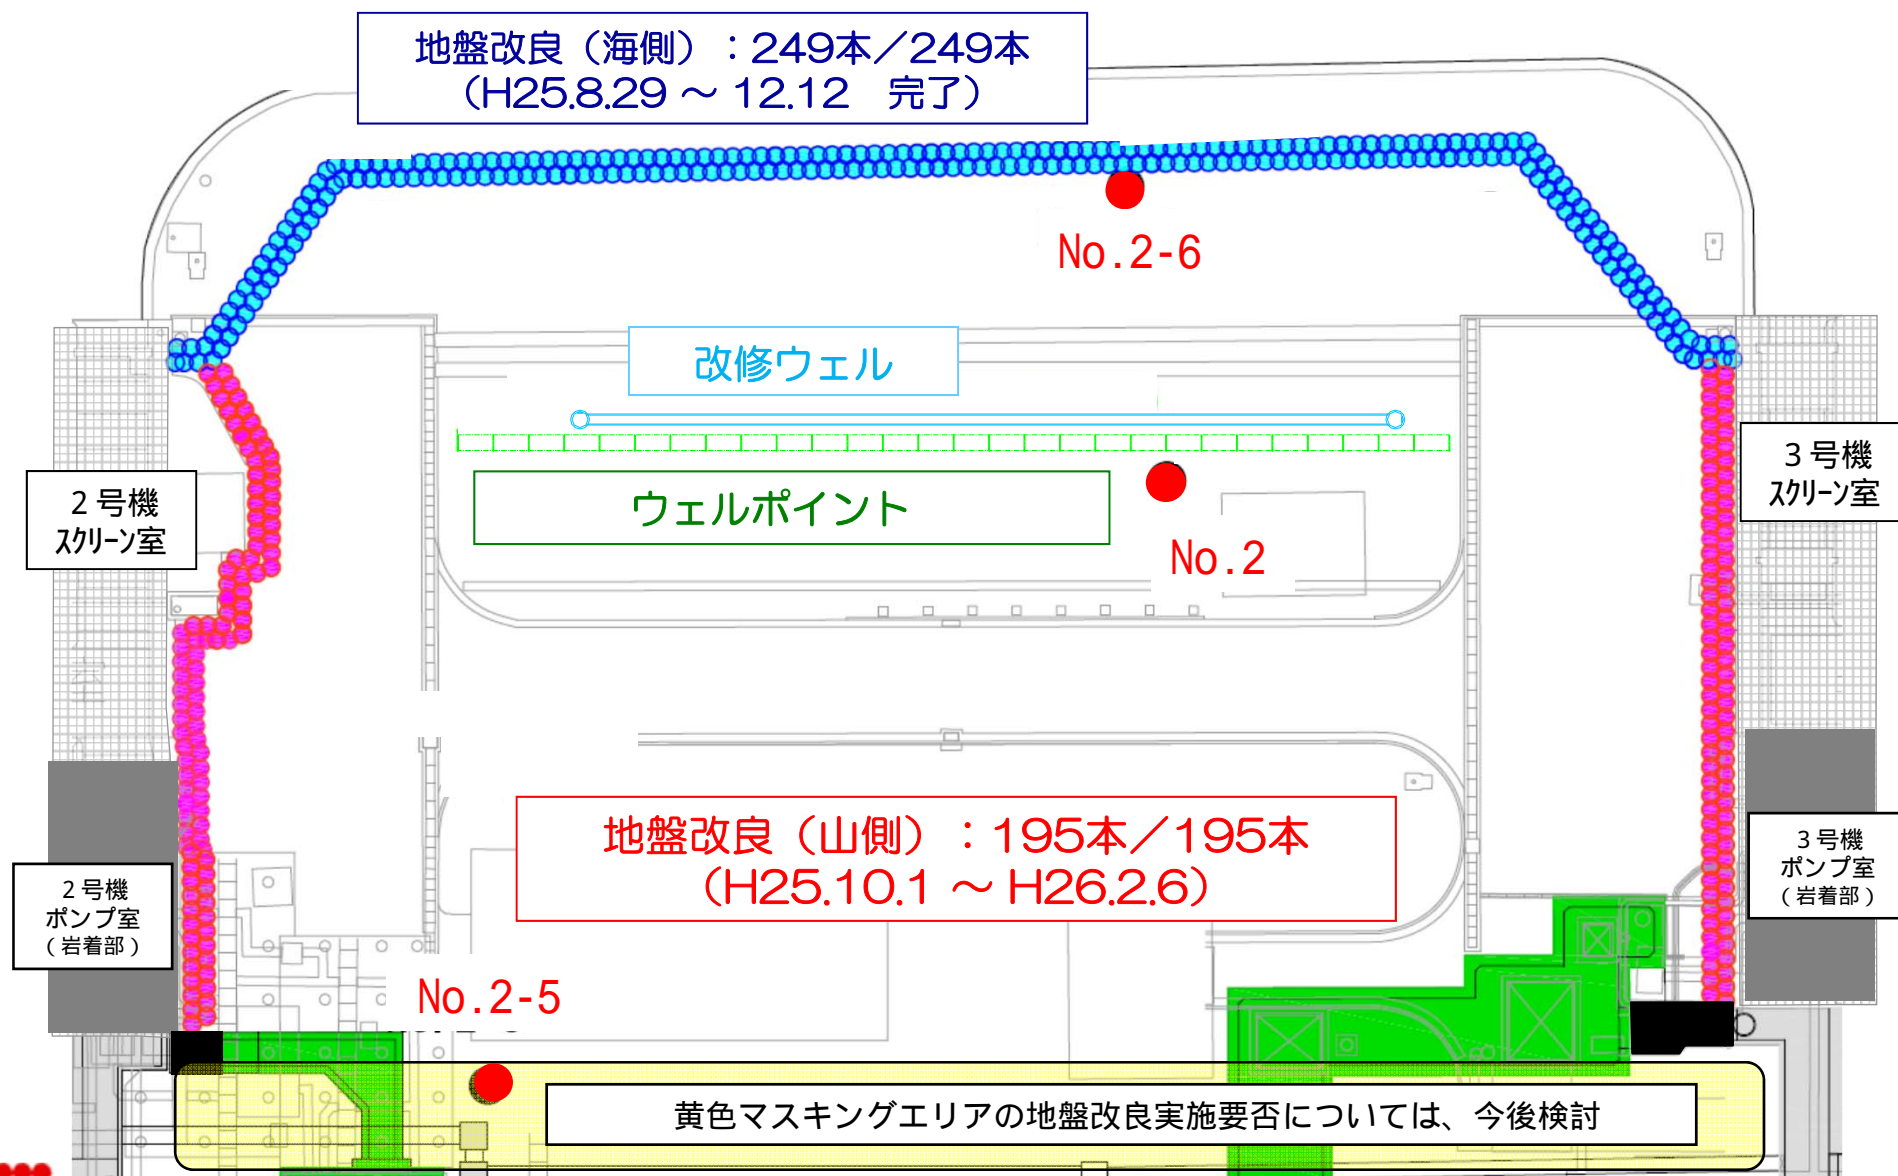 地盤改良（海側）：249本／249本
（H25.8.29 ～ 12.12　完了）
No.2-6
改修ウェル
ウェルポイント
No.2
２号機
スクリーン室
３号機
スクリーン室
地盤改良（山側）：195本／195本
（H25.10.1 ～ H26.2.6）
２号機
ポンプ室
（岩着部）
３号機
ポンプ室
（岩着部）
No.2-5
黄色マスキングエリアの地盤改良実施要否については、今後検討